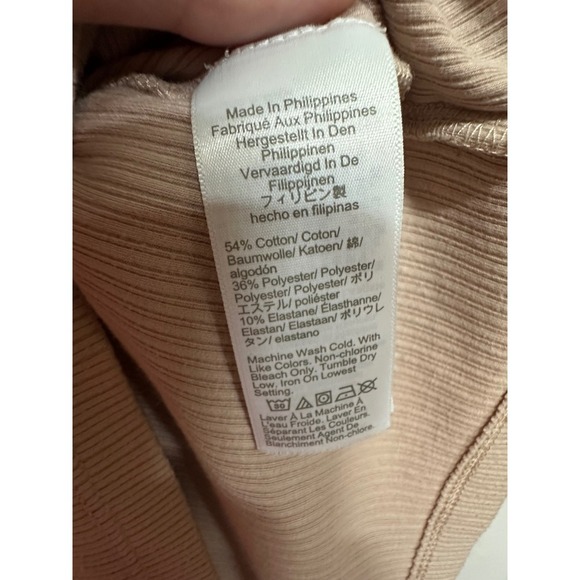 Made In Philippines
Fabriqué Aux Philippines
Hergestellt In Den
Philippinen
Vervaardigd In De
Filippijnen
フィリピン製
hecho en filipinas
54% Cotton/ Coton/
Baumwolle/ Katoen/ 綿/
algodón
36% Polyester/ Polyester/
Polyester/ Polyester/ ポリ
エステル/ poliéster
10% Elastane/ Élasthanne/
Elastan/ Elastaan/ ポリウレ
タン/ elastano
Machine Wash Cold. With
Like Colors. Non-chlorine
Bleach Only. Tumble Dry
Low. Iron On Lowest
Setting.
Laver À La Machine À
L'eau Froide. Laver En
Séparant Les Couleurs.
Seulement Agent De
Blanchiment Non-chlore.